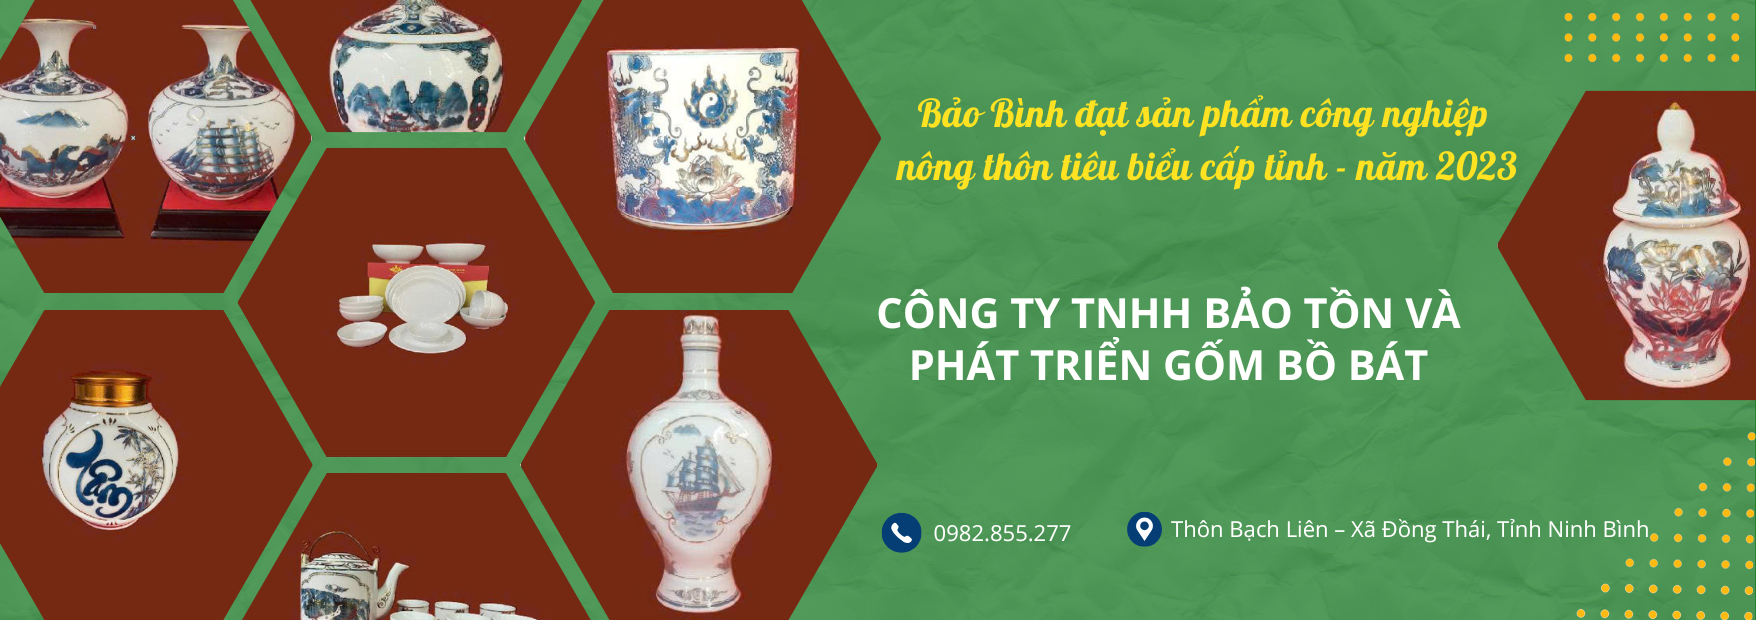 Bảo Bình đạt sản phẩm công nghiệp
nông thôn tiêu biểu cấp tỉnh - năm 2023
CÔNG TY TNHH BẢO TỒN VÀ
PHÁT TRIỂN GỐM BỒ BÁT
0982.855.277
Thôn Bạch Liên – Xã Đồng Thái, Tỉnh Ninh Bình.
Tâm